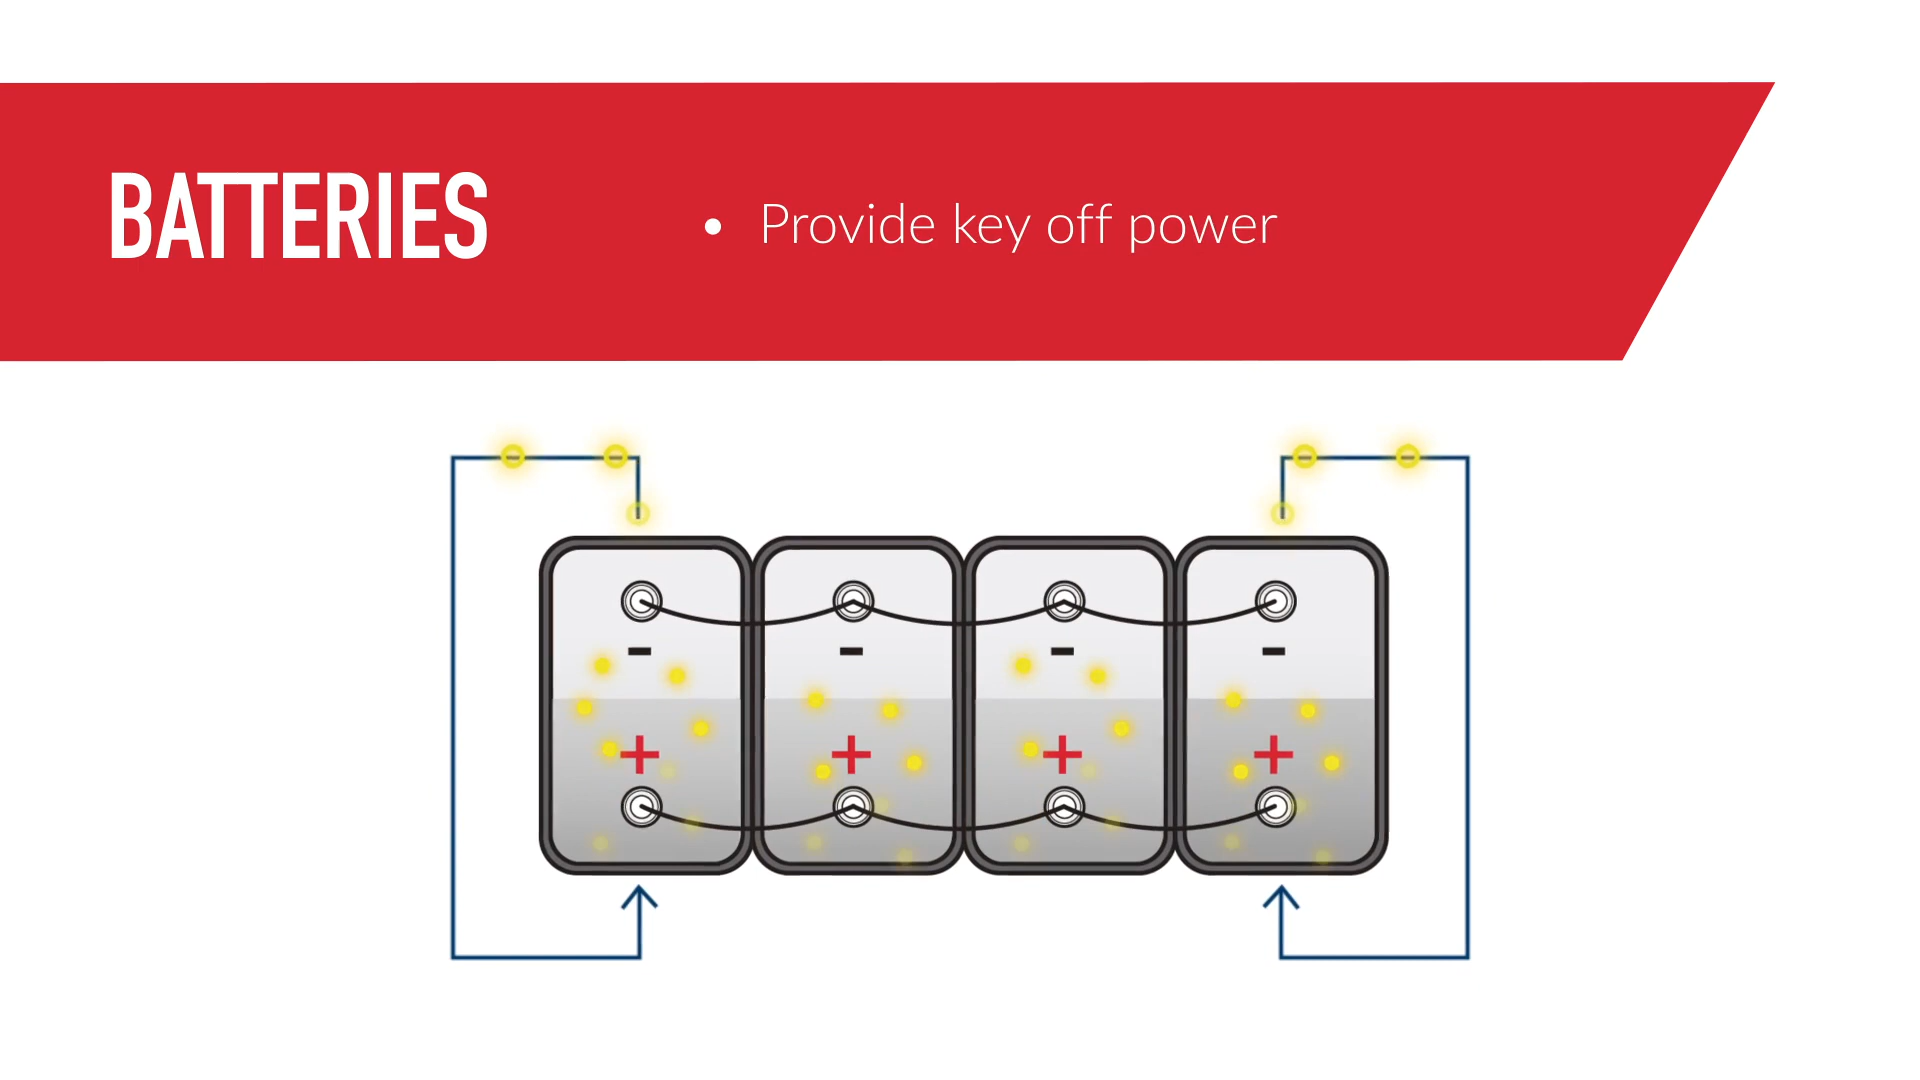 BATTERIES
• Provide key off power
- - - -
+ + + +